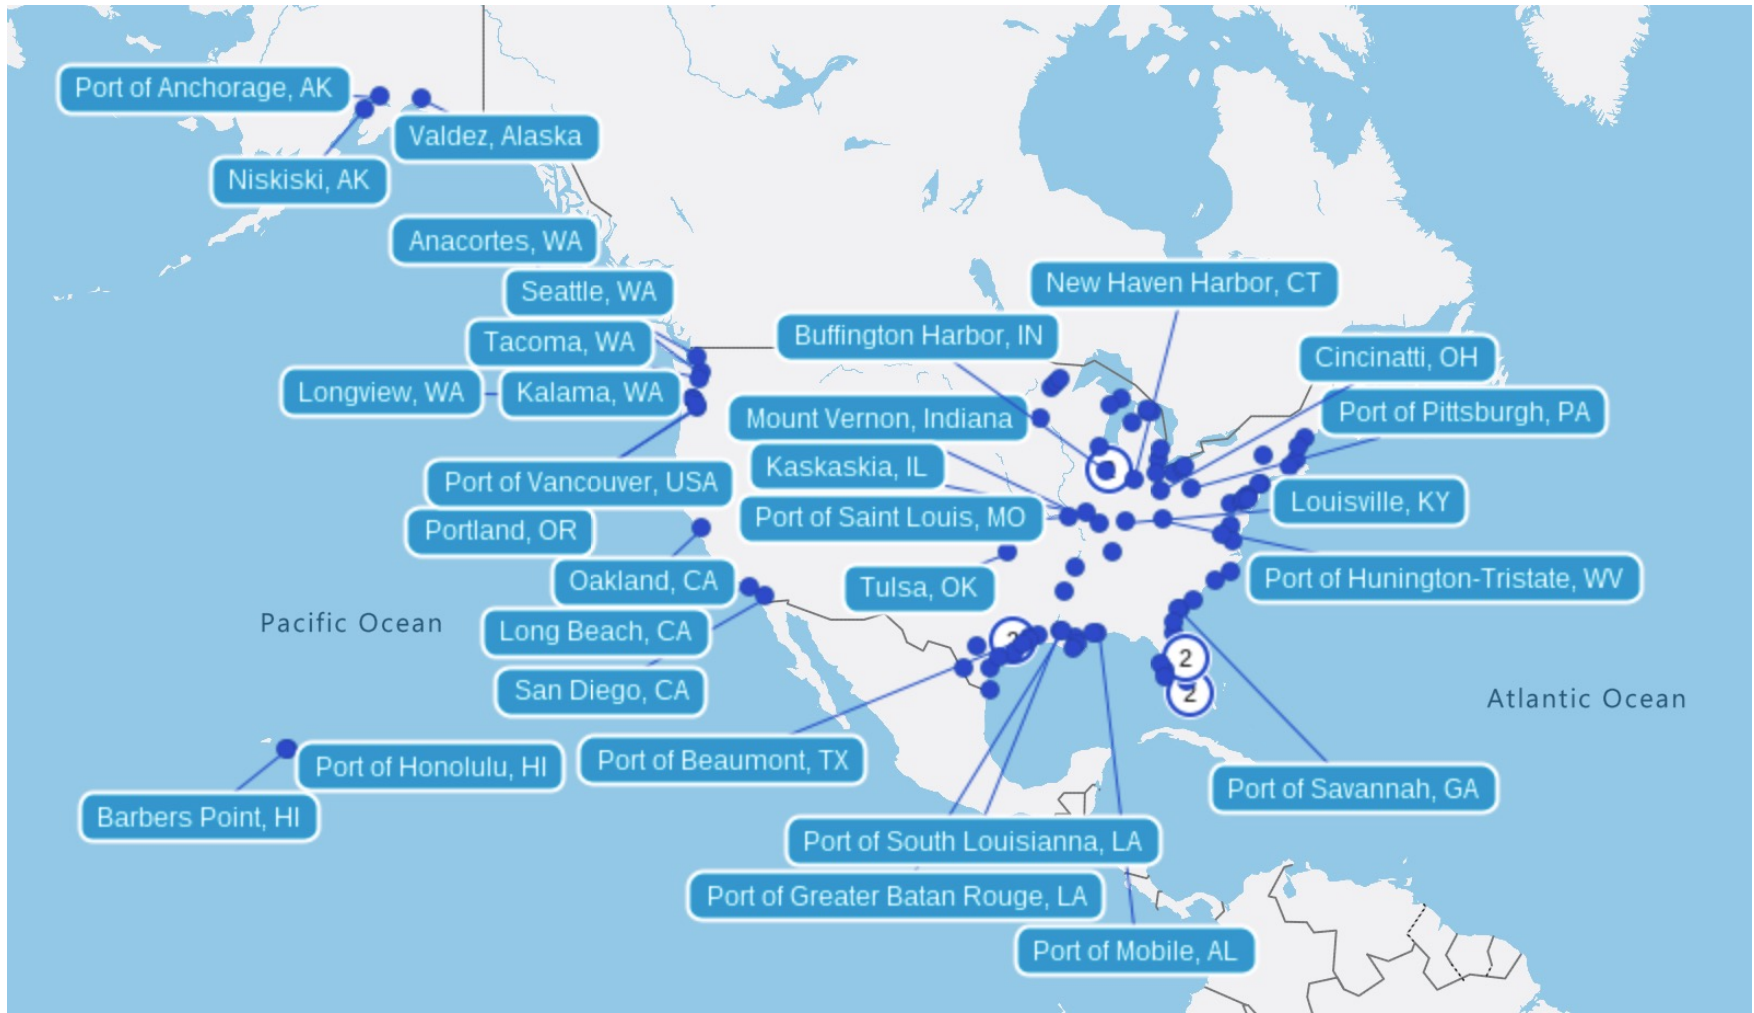 Port of Anchorage, AK
Valdez, Alaska
Niskiski, AK
Anacortes, WA
New Haven Harbor, CT
Seattle, WA
Buffington Harbor, IN
Tacoma, WA
Cincinatti, OH
Longview, WA
Kalama, WA
Mount Vernon, Indiana
Port of Pittsburgh, PA
Kaskaskia, IL
Port of Vancouver, USA
Louisville, KY
Port of Saint Louis, MO
Portland, OR
Oakland, CA
Tulsa, OK
Port of Hunington-Tristate, WV
Pacific Ocean
Long Beach, CA
2
2
San Diego, CA
2
Atlantic Ocean
Port of Honolulu, HI
Port of Beaumont, TX
Port of Savannah, GA
Barbers Point, HI
Port of South Louisianna, LA
Port of Greater Batan Rouge, LA
Port of Mobile, AL